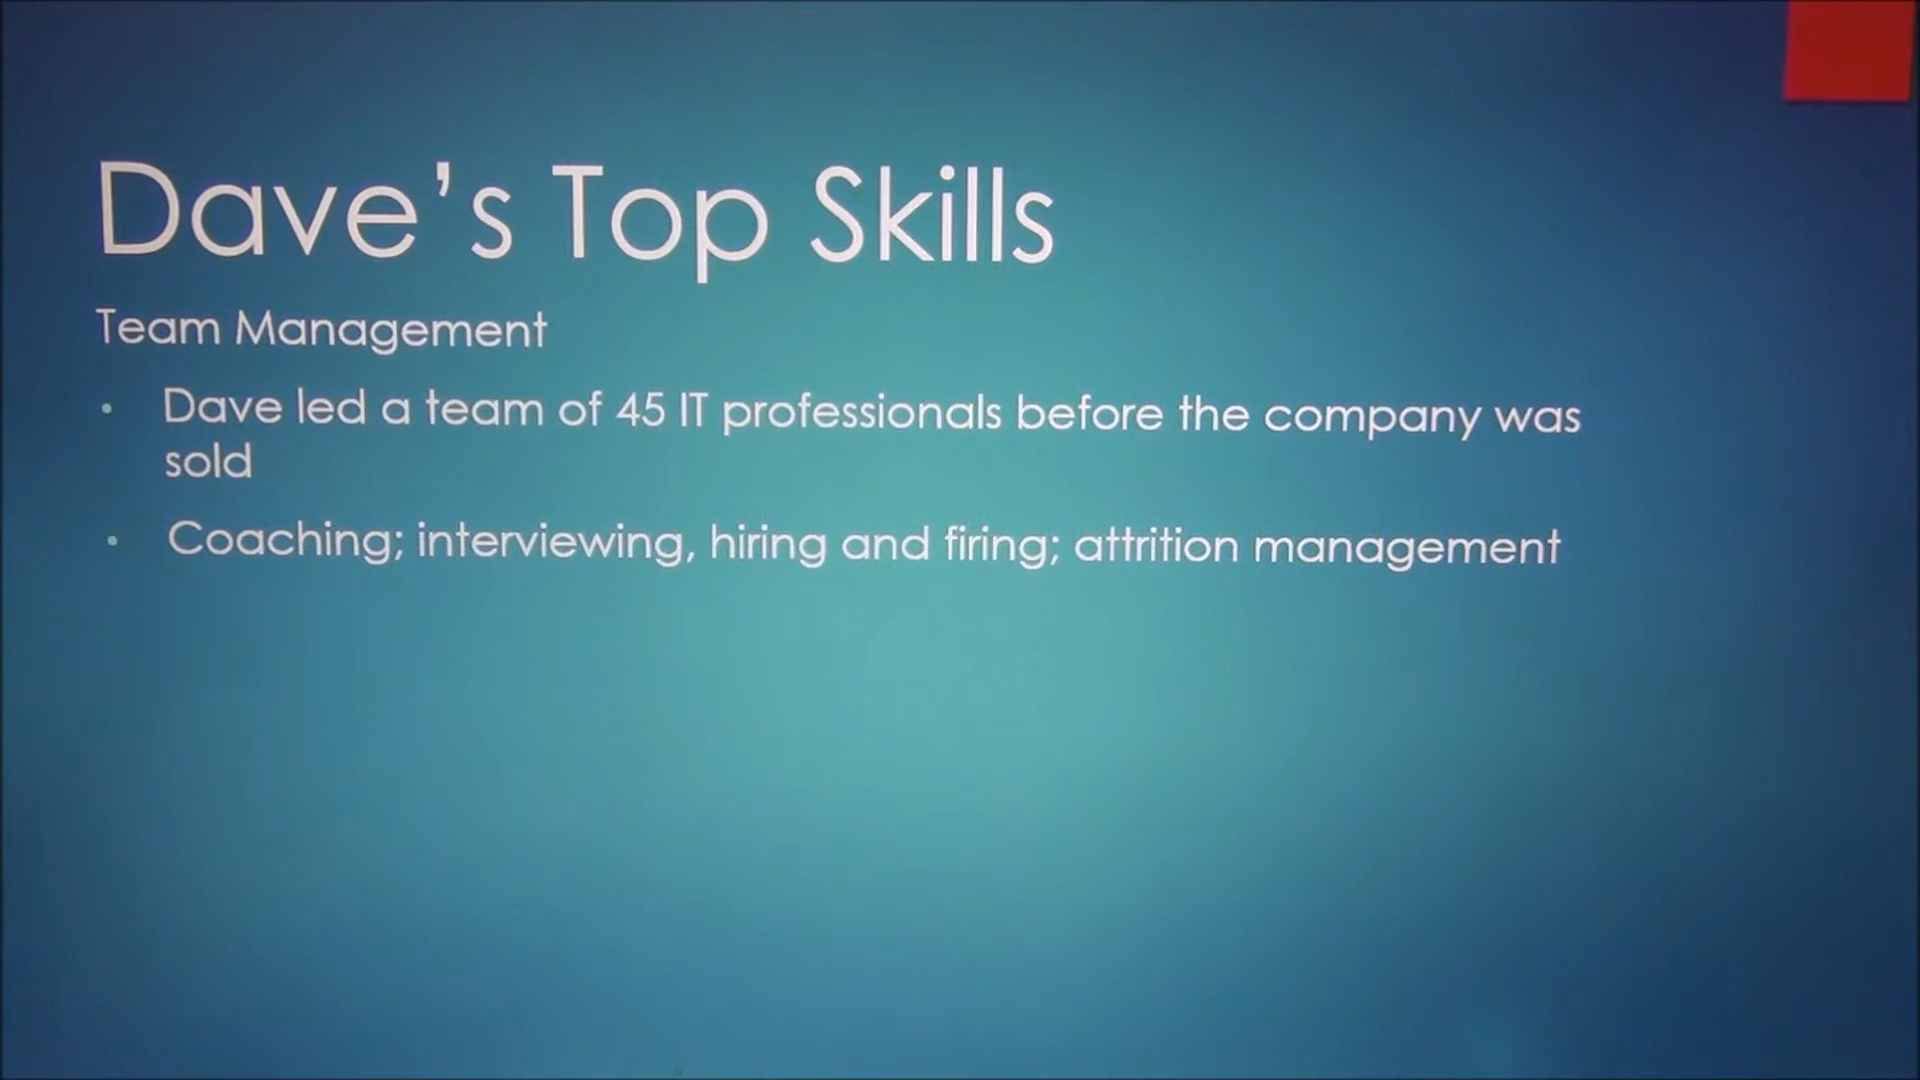 Dave's Top Skills
Team Management
• Dave led a team of 45 IT professionals before the company was
sold
• Coaching; interviewing, hiring and firing; attrition management